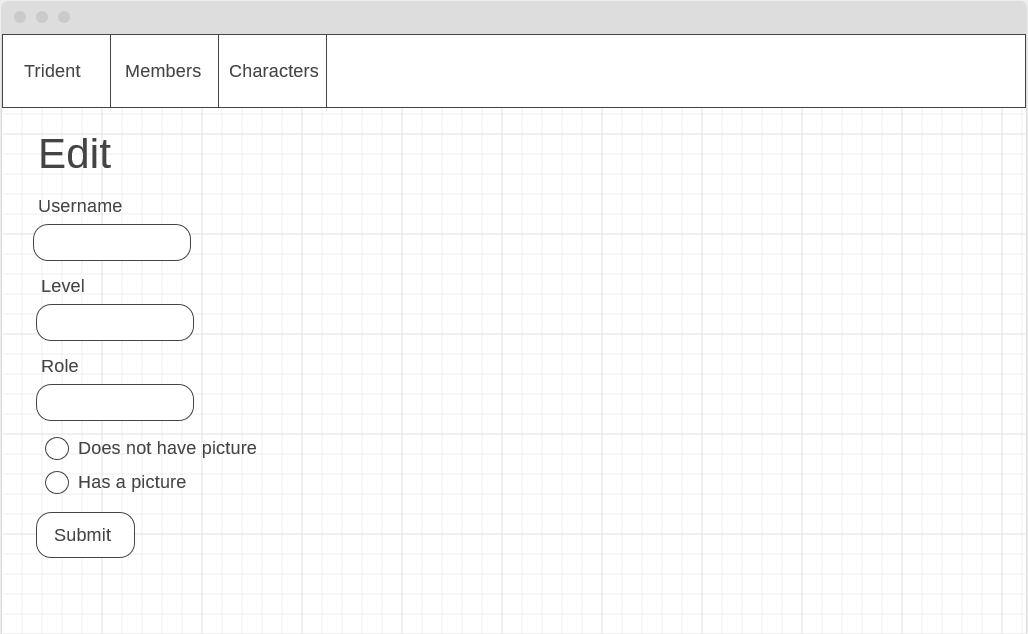 Trident Members Characters
Edit
Username
Level
Role
Does not have picture
Has a picture
Submit